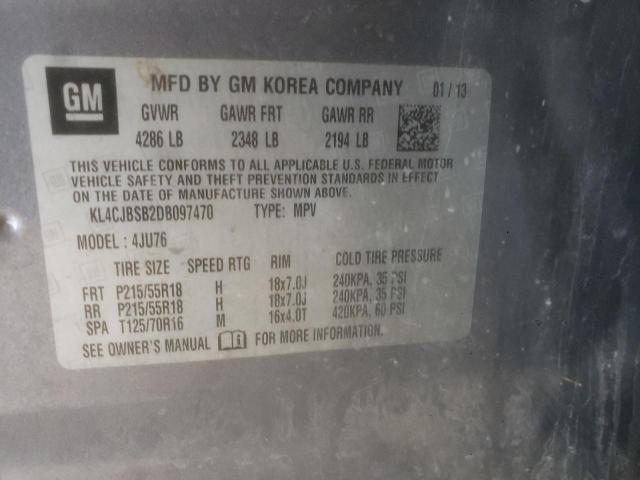 GM MFD BY GM KOREA COMPANY 01/13
GVWR GAWR FRT GAWR RR
4286 LB 2348 LB 2194 LB
THIS VEHICLE CONFORMS TO ALL APPLICABLE U.S. FEDERAL MOTOR
VEHICLE SAFETY AND THEFT PREVENTION STANDARDS IN EFFECT
ON THE DATE OF MANUFACTURE SHOWN ABOVE.
KL4CJBSB2DB097470 TYPE: MPV
MODEL: 4JU76
TIRE SIZE SPEED RTG RIM COLD TIRE PRESSURE
FRT P215/55R18 H 18x7.0J 240KPA, 35 PSI
RR P215/55R18 H 18x7.0J 240KPA, 35 PSI
SPA T125/70R16 M 16x4.0T 420KPA, 60 PSI
SEE OWNER'S MANUAL FOR MORE INFORMATION.